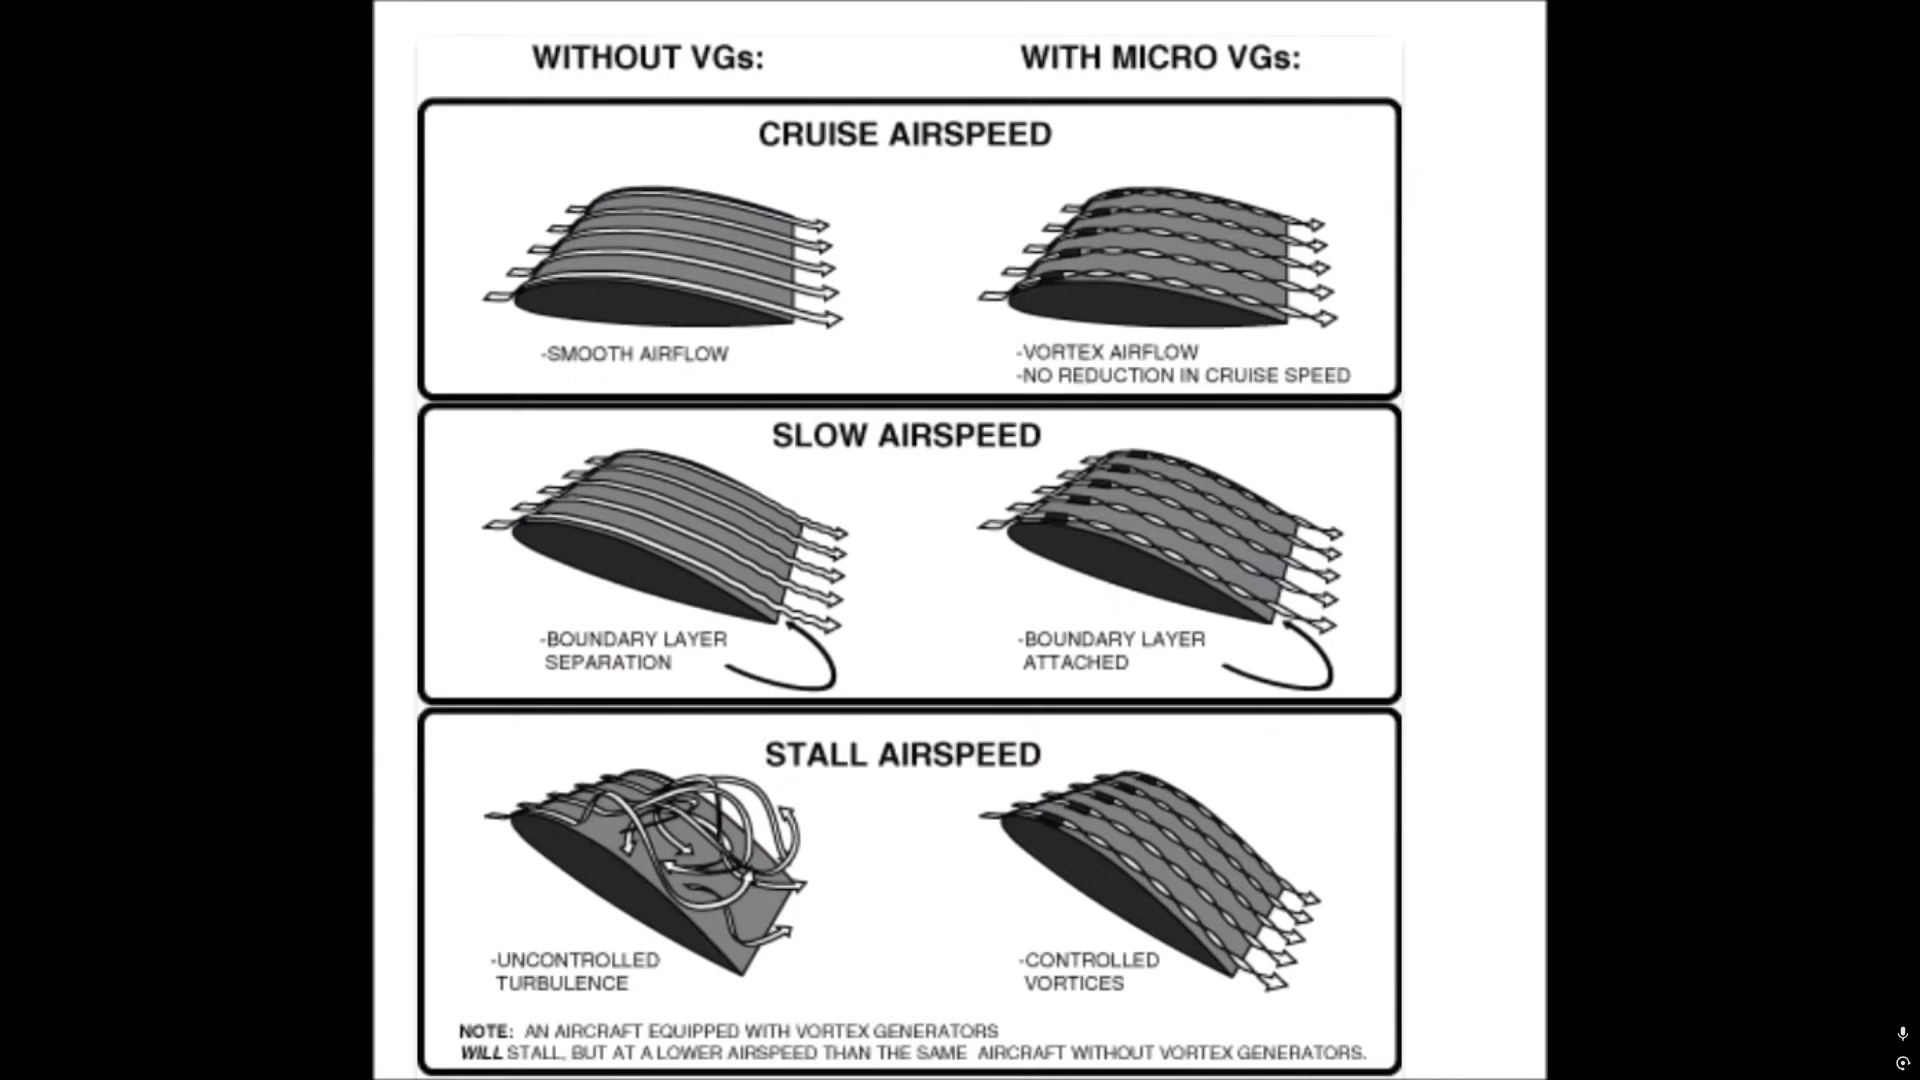 WITHOUT VGs:
WITH MICRO VGs:
CRUISE AIRSPEED
-SMOOTH AIRFLOW
-VORTEX AIRFLOW
-NO REDUCTION IN CRUISE SPEED
SLOW AIRSPEED
-BOUNDARY LAYER
SEPARATION
-BOUNDARY LAYER
ATTACHED
STALL AIRSPEED
-UNCONTROLLED
TURBULENCE
-CONTROLLED
VORTICES
NOTE: AN AIRCRAFT EQUIPPED WITH VORTEX GENERATORS
WILL STALL, BUT AT A LOWER AIRSPEED THAN THE SAME AIRCRAFT WITHOUT VORTEX GENERATORS.